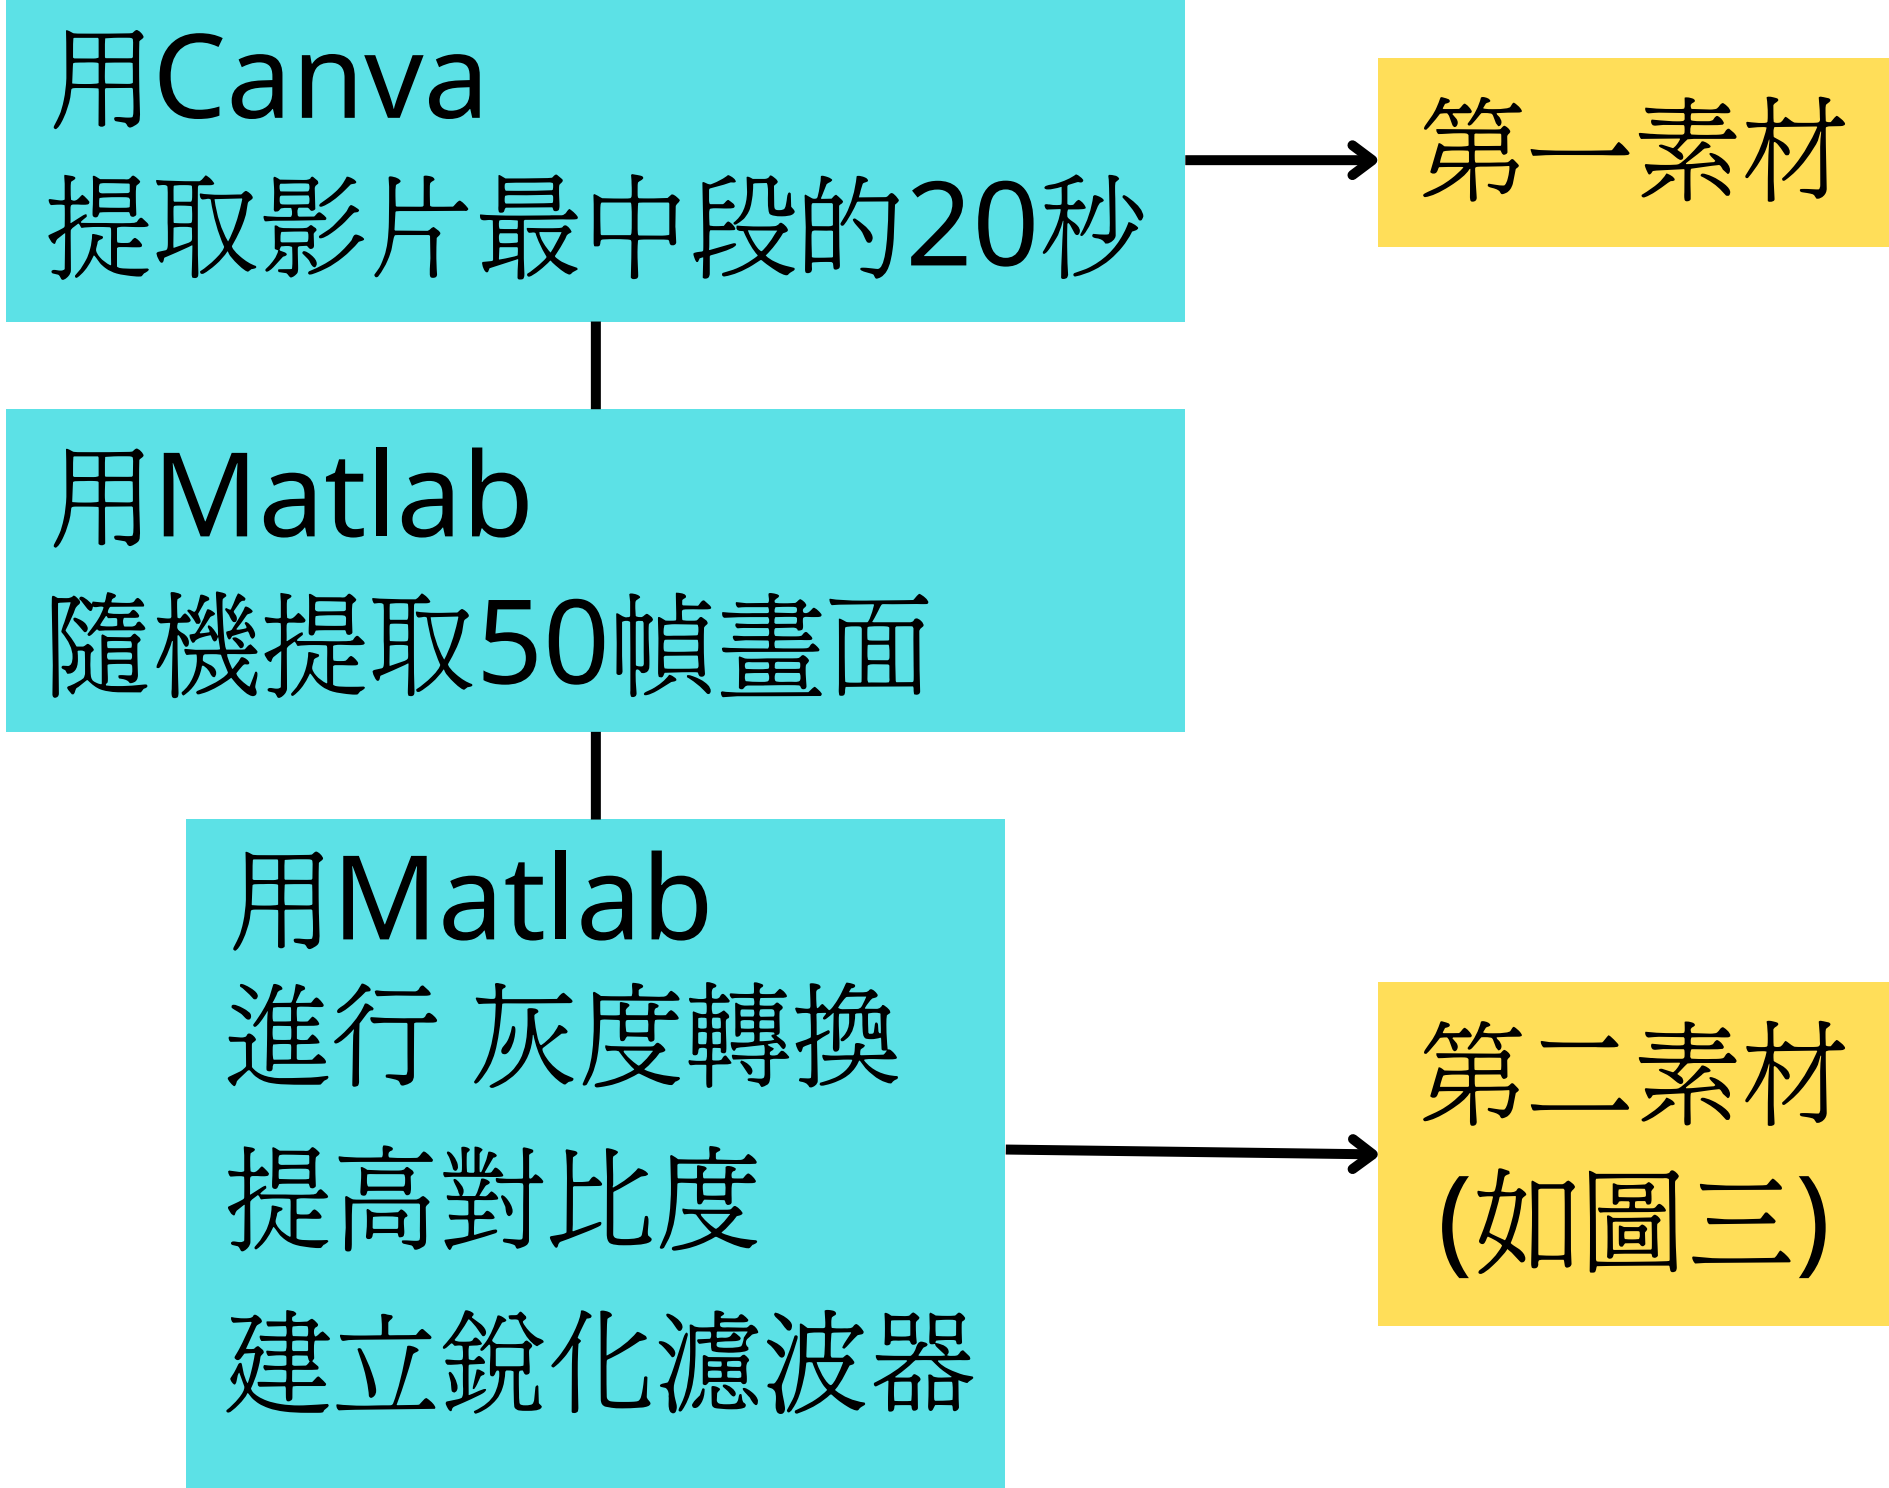 用Canva
提取影片最中段的20秒
第一素材
用Matlab
隨機提取50幀畫面
用Matlab
進行 灰度轉換
提高對比度
建立銳化濾波器
第二素材
(如圖三)